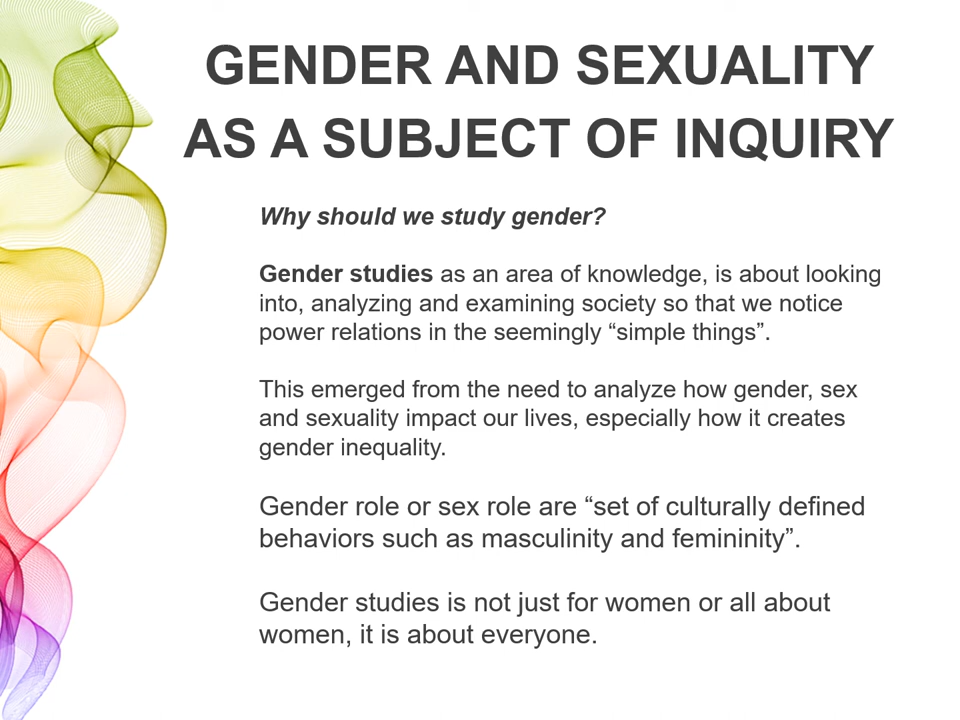 GENDER AND SEXUALITY
AS A SUBJECT OF INQUIRY
Why should we study gender?
Gender studies as an area of knowledge, is about looking
into, analyzing and examining society so that we notice
power relations in the seemingly “simple things”.
This emerged from the need to analyze how gender, sex
and sexuality impact our lives, especially how it creates
gender inequality.
Gender role or sex role are “set of culturally defined
behaviors such as masculinity and femininity”.
Gender studies is not just for women or all about
women, it is about everyone.